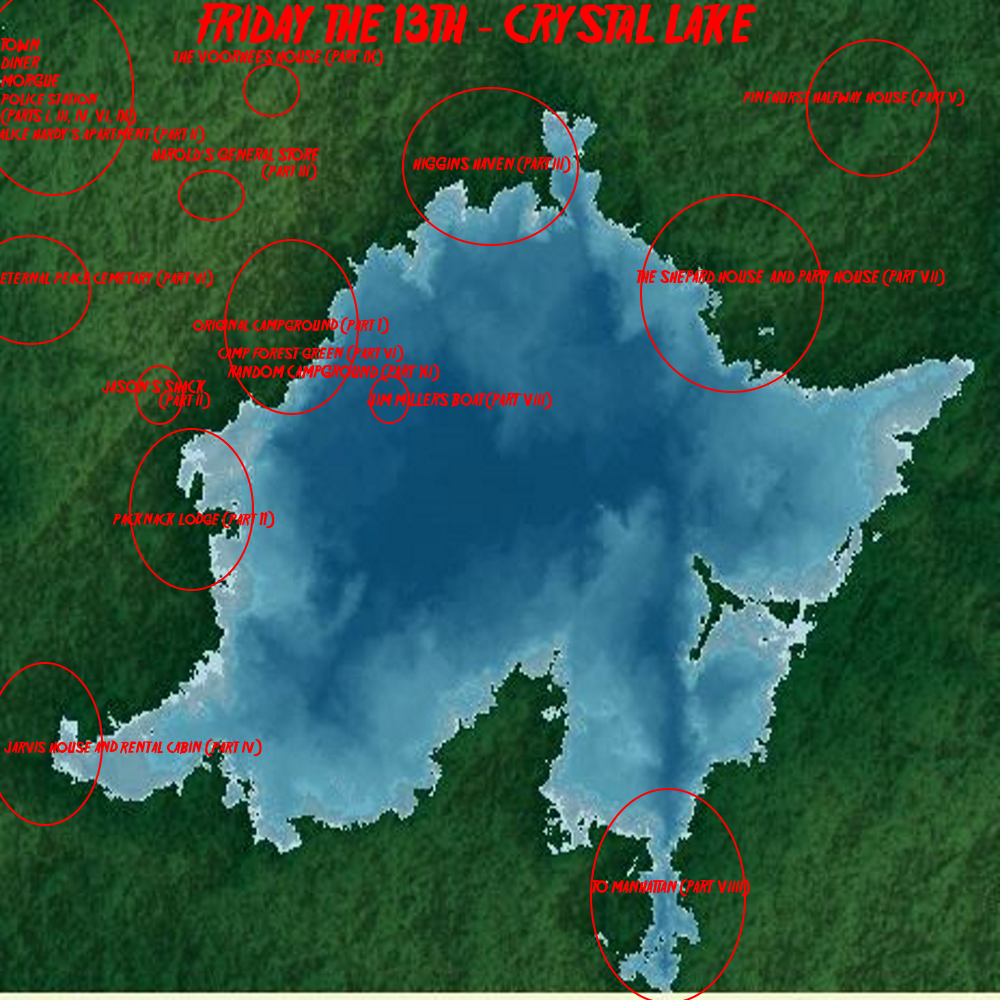 FRIDAY THE 13TH - CRYSTAL LAKE
THE VOORHEES HOUSE (PART IX)
TOWN
DINER
MORGUE
POLICE STATION
(PARTS I, III, IV, VI, IX)
ALICE HARDY'S APARTMENT (PART V)
PINEHURST HALFWAY HOUSE (PART V)
HAROLD'S GENERAL STORE
(PART III)
HIGGINS HAVEN (PART III)
ETERNAL PEACE CEMETARY (PART VI)
THE SHEPARD HOUSE AND PARTY HOUSE (PART VII)
ORIGINAL CAMPGROUND (PART I)
CAMP FOREST GREEN (PART VI)
RANDOM CAMPGROUND (PART XI)
JASON'S SHACK
(PART II)
JIM MILLER'S BOAT(PART VIII)
PACKNACK LODGE (PART II)
JARVIS HOUSE AND RENTAL CABIN (PART IV)
TO MANHATTAN (PART VIIII)